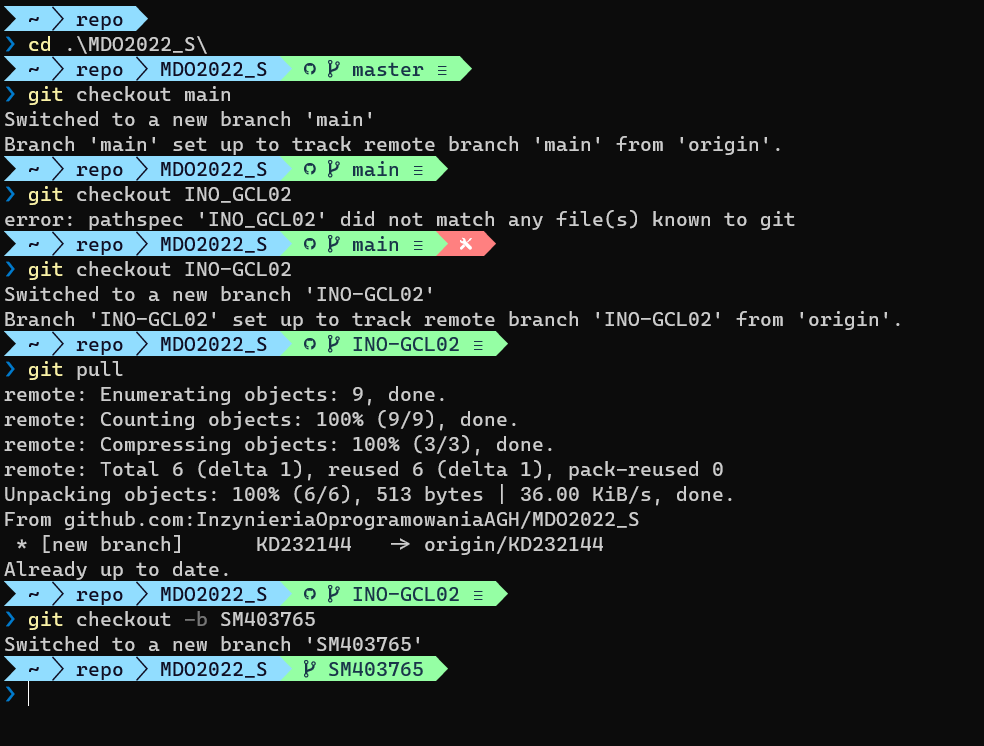 ~ repo
❯ cd .\MDO2022_S\
~ repo MDO2022_S master ≡
❯ git checkout main
Switched to a new branch 'main'
Branch 'main' set up to track remote branch 'main' from 'origin'.
~ repo MDO2022_S main ≡
❯ git checkout INO_GCL02
error: pathspec 'INO_GCL02' did not match any file(s) known to git
~ repo MDO2022_S main ≡
❯ git checkout INO-GCL02
Switched to a new branch 'INO-GCL02'
Branch 'INO-GCL02' set up to track remote branch 'INO-GCL02' from 'origin'.
~ repo MDO2022_S INO-GCL02 ≡
❯ git pull
remote: Enumerating objects: 9, done.
remote: Counting objects: 100% (9/9), done.
remote: Compressing objects: 100% (3/3), done.
remote: Total 6 (delta 1), reused 6 (delta 1), pack-reused 0
Unpacking objects: 100% (6/6), 513 bytes | 36.00 KiB/s, done.
From github.com:InzynieriaOprogramowaniaAGH/MDO2022_S
 * [new branch]      KD232144   -> origin/KD232144
Already up to date.
~ repo MDO2022_S INO-GCL02 ≡
❯ git checkout -b SM403765
Switched to a new branch 'SM403765'
~ repo MDO2022_S SM403765
❯